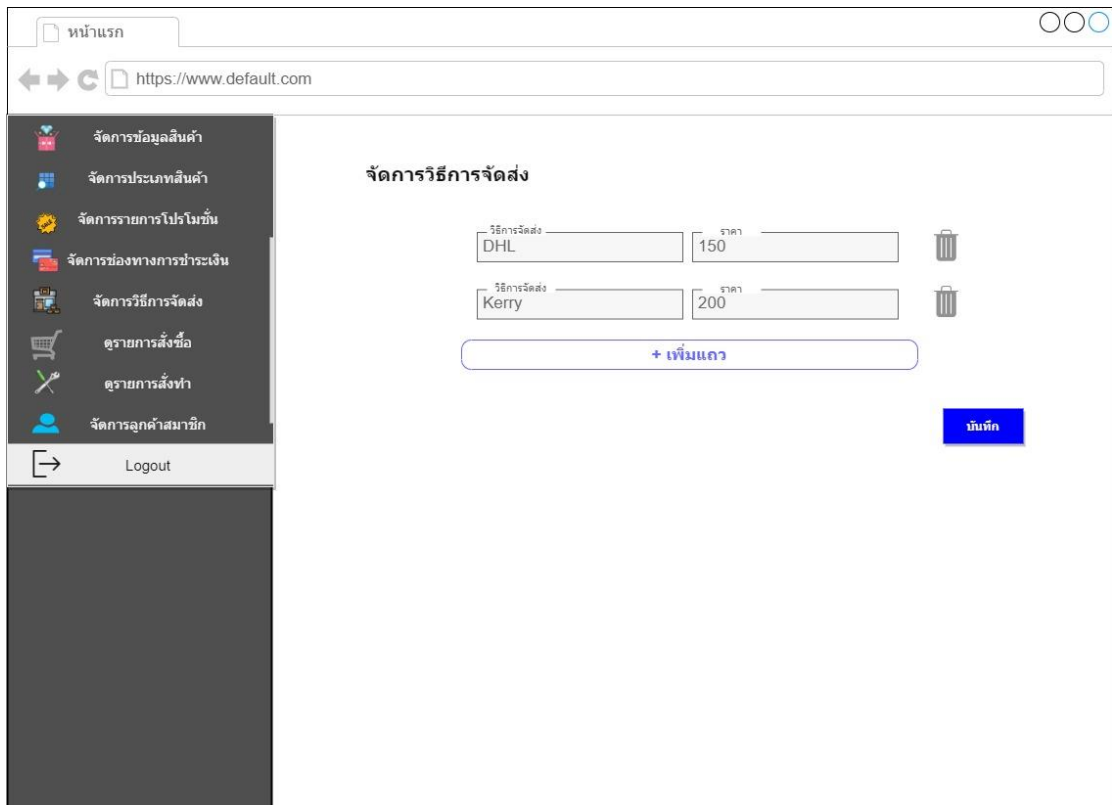 หน้าแรก
https://www.default.com
จัดการข้อมูลสินค้า
จัดการประเภทสินค้า
จัดการรายการโปรโมชั่น
จัดการช่องทางการชำระเงิน
จัดการวิธีการจัดส่ง
ดูรายการสั่งซื้อ
ดูรายการสั่งทำ
จัดการลูกค้าสมาชิก
Logout
จัดการวิธีการจัดส่ง
วิธีการจัดส่ง ราคา
DHL 150
วิธีการจัดส่ง ราคา
Kerry 200
+ เพิ่มแถว
บันทึก